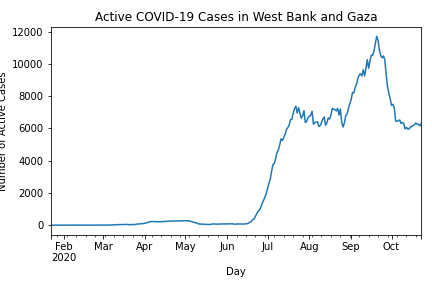 Active COVID-19 Cases in West Bank and Gaza
Number of Active Cases
12000
10000
8000
6000
4000
2000
0
Feb Mar Apr May Jun Jul Aug Sep Oct
2020
Day